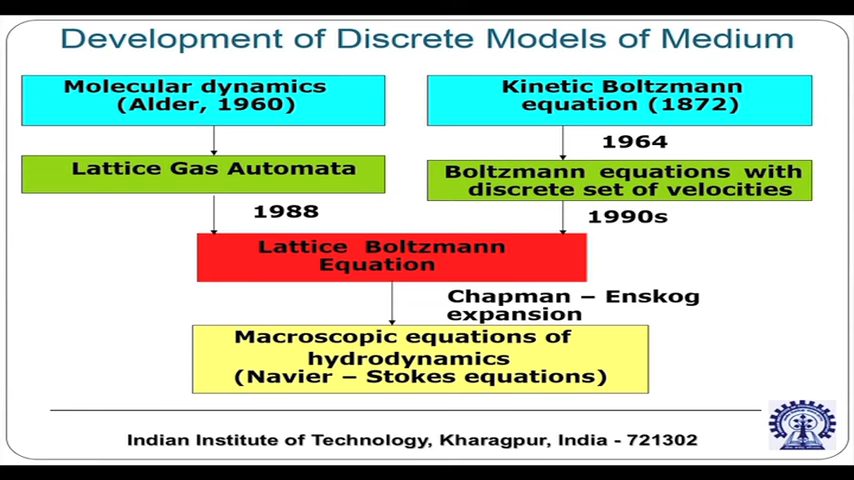 Development of Discrete Models of Medium
Molecular dynamics
(Alder, 1960)
Kinetic Boltzmann
equation (1872)
1964
Lattice Gas Automata
Boltzmann equations with
discrete set of velocities
1988
1990s
Lattice Boltzmann
Equation
Chapman – Enskog
expansion
Macroscopic equations of
hydrodynamics
(Navier – Stokes equations)
Indian Institute of Technology, Kharagpur, India - 721302